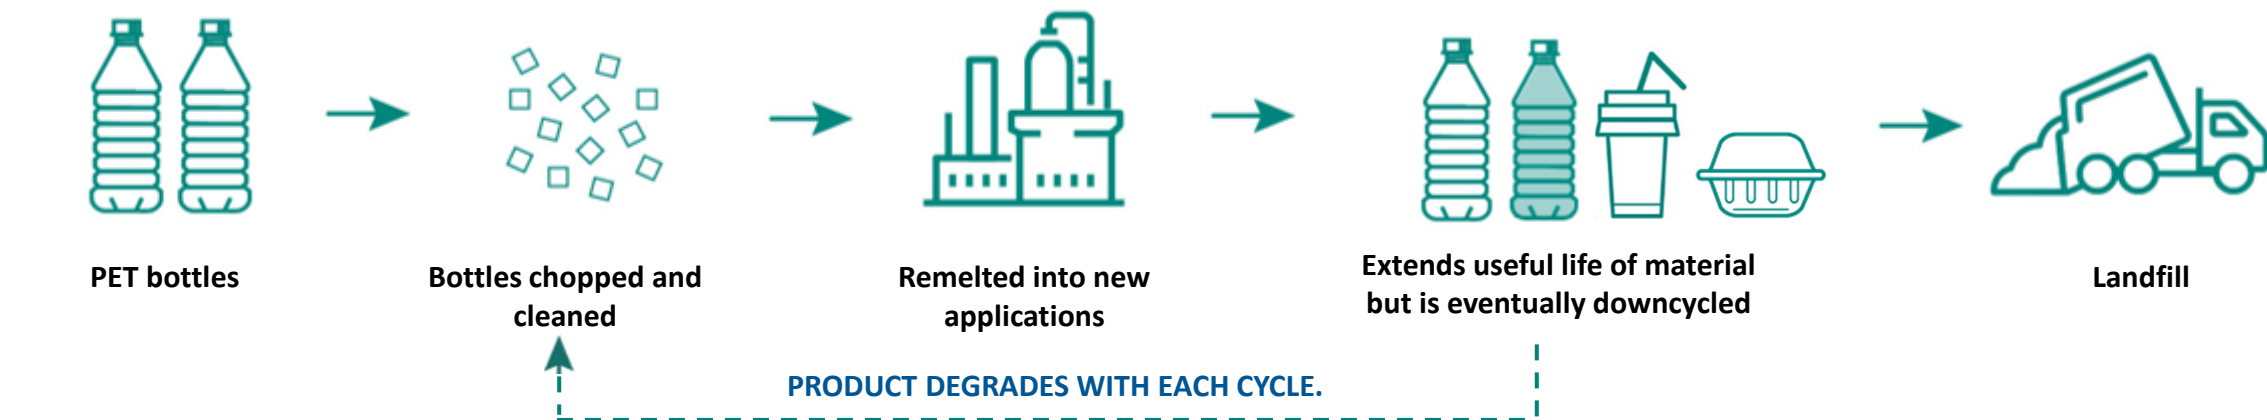 PET bottles
Bottles chopped and
cleaned
Remelted into new
applications
Extends useful life of material
but is eventually downcycled
Landfill
PRODUCT DEGRADES WITH EACH CYCLE.